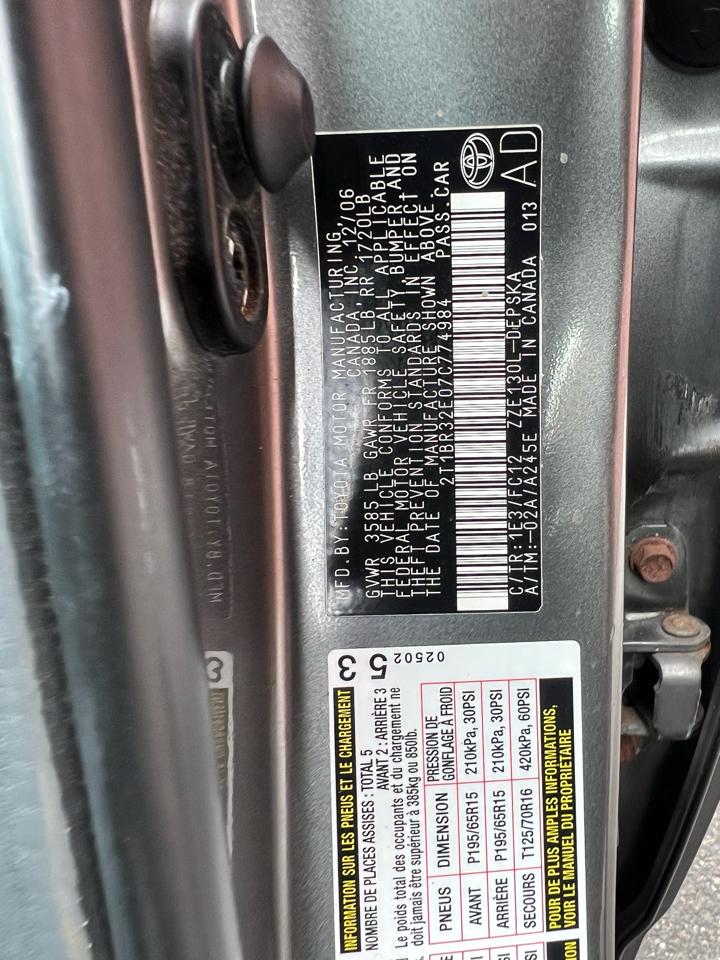 MFD.BY:TOYOTA MOTOR MANUFACTURING
CANADA, INC. 12/06
GVWR 3585LB GAWR FR 1885LB RR 1720LB
THIS VEHICLE CONFORMS TO ALL APPLICABLE
FEDERAL MOTOR VEHICLE SAFETY, BUMPER AND
THEFT PREVENTION STANDARDS IN EFFECT ON
THE DATE OF MANUFACTURE SHOWN ABOVE.
2T1BR32E07C774984 PASS.CAR
C/TR:1E3/FC12 ZZE130L-DEPSKA
A/TM:-02A/A245E MADE IN CANADA 013 AD
3
5
02502
INFORMATION SUR LES PNEUS ET LE CHARGEMENT
NOMBRE DE PLACES ASSISES : TOTAL 5
AVANT 2 : ARRIÈRE 3
Le poids total des occupants et du chargement ne
doit jamais être supérieur à 385kg ou 850lb.
PNEUS DIMENSION PRESSION DE GONFLAGE À FROID
AVANT P195/65R15 210kPa, 30PSI
ARRIÈRE P195/65R15 210kPa, 30PSI
SECOURS T125/70R16 420kPa, 60PSI
POUR DE PLUS AMPLES INFORMATIONS,
VOIR LE MANUEL DU PROPRIÉTAIRE